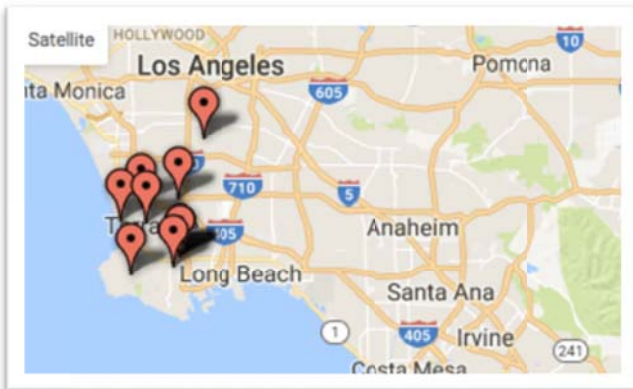 Satellite
HOLLYWOOD
10
Los Angeles
Pomona
ta Monica
605
710
5
405
Anaheim
Long Beach
Santa Ana
1
405
Irvine
241
Costa Mesa